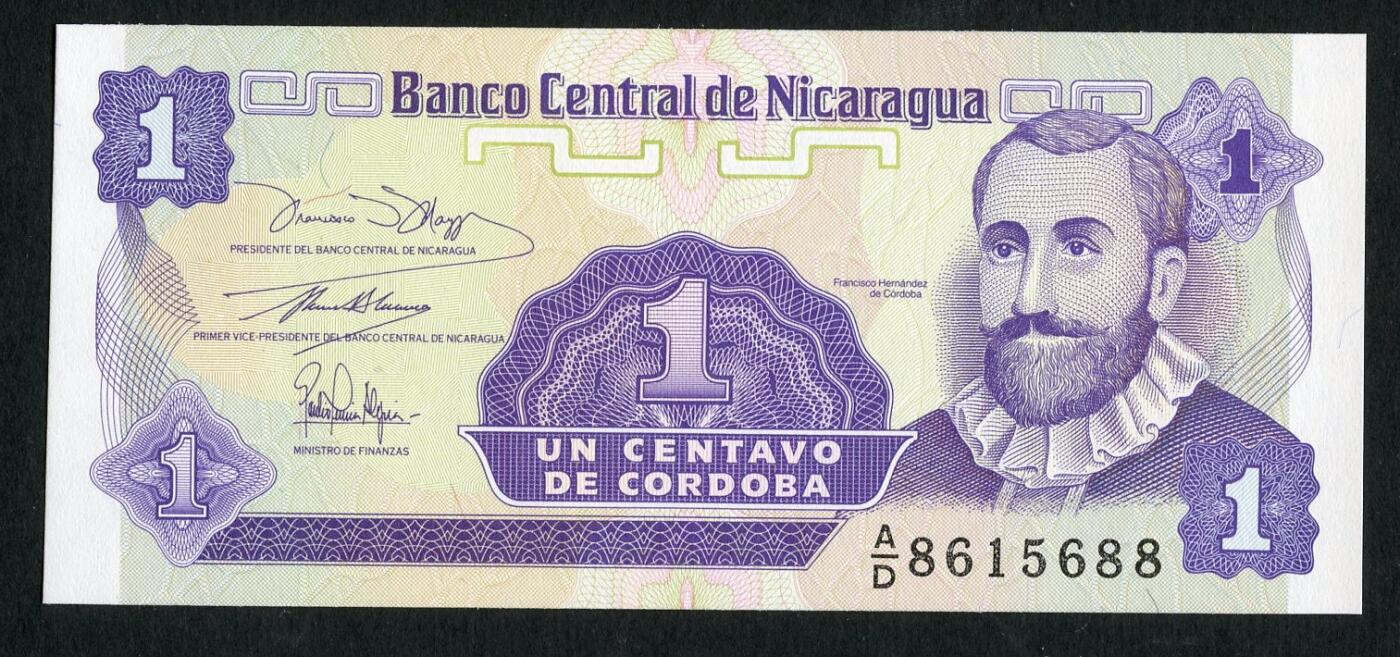 Banco Central de Nicaragua
1
1
Francisco
PRESIDENTE DEL BANCO CENTRAL DE NICARAGUA
Francisco Hernández
de Córdoba
PRIMER VICE-PRESIDENTE DEL BANCO CENTRAL DE NICARAGUA
MINISTRO DE FINANZAS
1
UN CENTAVO
DE CORDOBA
1
1
A/D 8615688